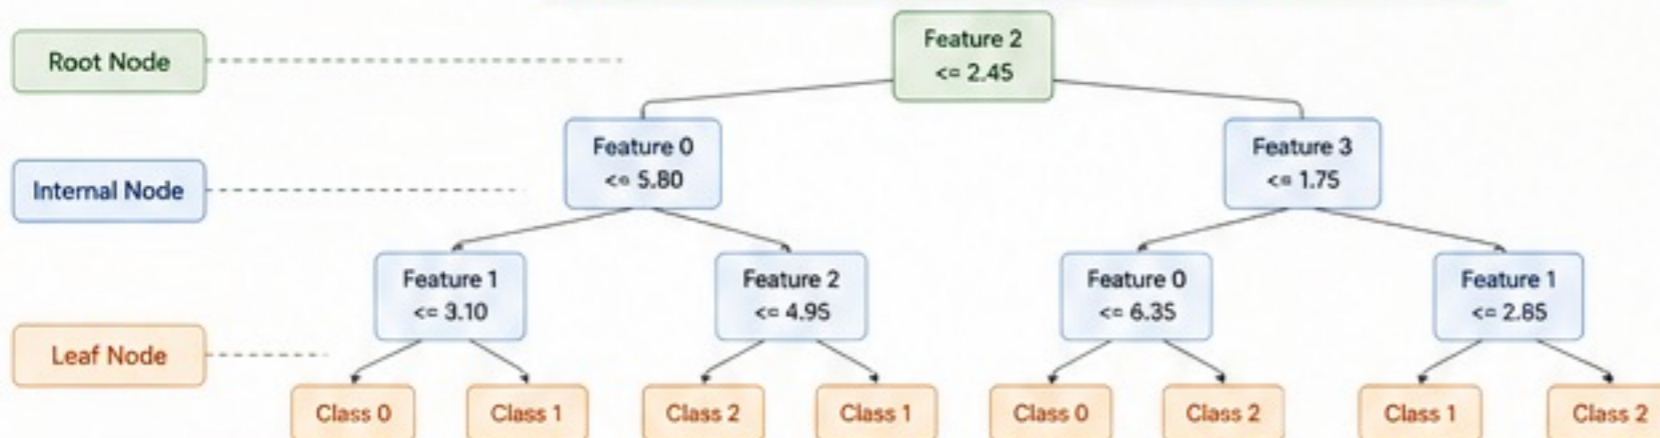 Root Node
Feature 2
<= 2.45
Internal Node
Feature 0
<= 5.80
Feature 3
<= 1.75
Feature 1
<= 3.10
Feature 2
<= 4.95
Feature 0
<= 6.35
Feature 1
<= 2.85
Leaf Node
Class 0
Class 1
Class 2
Class 1
Class 0
Class 2
Class 1
Class 2